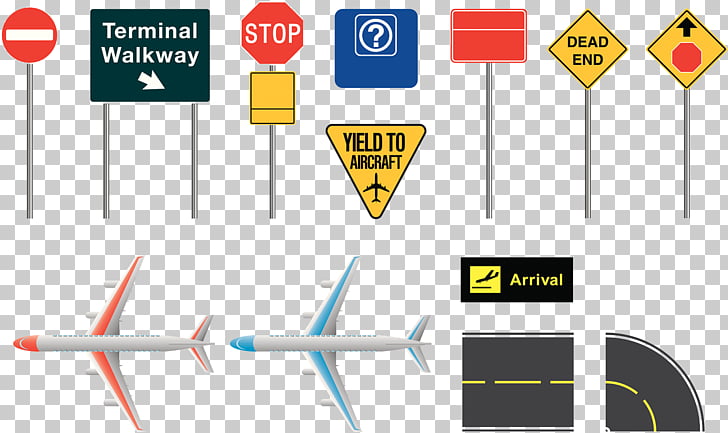 Terminal
Walkway
STOP
?
DEAD
END
YIELD TO
AIRCRAFT
Arrival